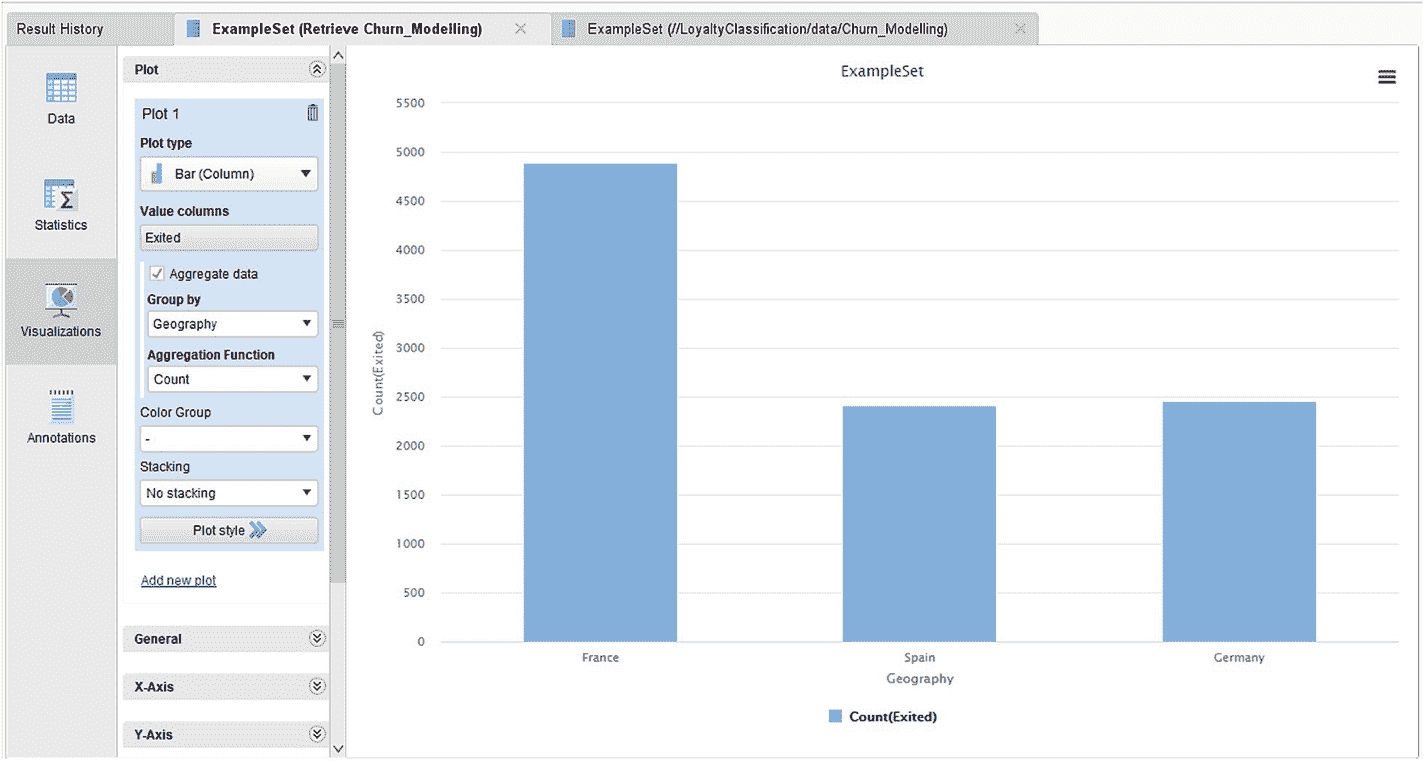 Result History
ExampleSet (Retrieve Churn_Modelling)
ExampleSet (//LoyaltyClassification/data/Churn_Modelling)
Data
Statistics
Visualizations
Annotations
Plot
Plot 1
Plot type
Bar (Column)
Value columns
Exited
Aggregate data
Group by
Geography
Aggregation Function
Count
Color Group
-
Stacking
No stacking
Plot style
Add new plot
General
X-Axis
Y-Axis
ExampleSet
5500
5000
4500
4000
3500
3000
2500
2000
1500
1000
500
0
Count(Exited)
France
Spain
Germany
Geography
Count(Exited)